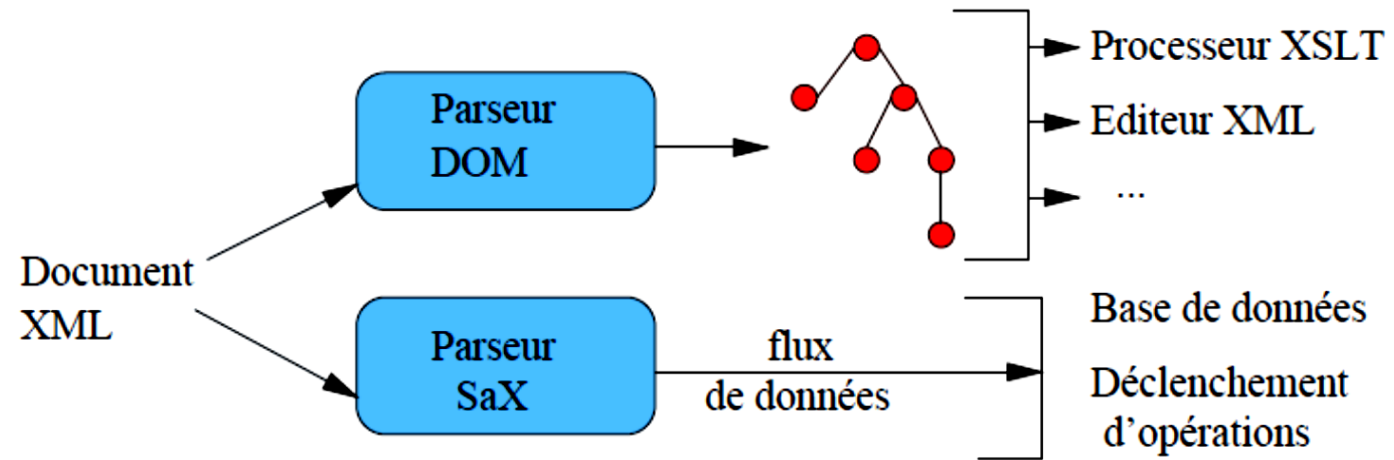 Document
XML
Parseur
DOM
Processeur XSLT
Editeur XML
...
Parseur
SaX
flux
de données
Base de données
Déclenchement
d'opérations